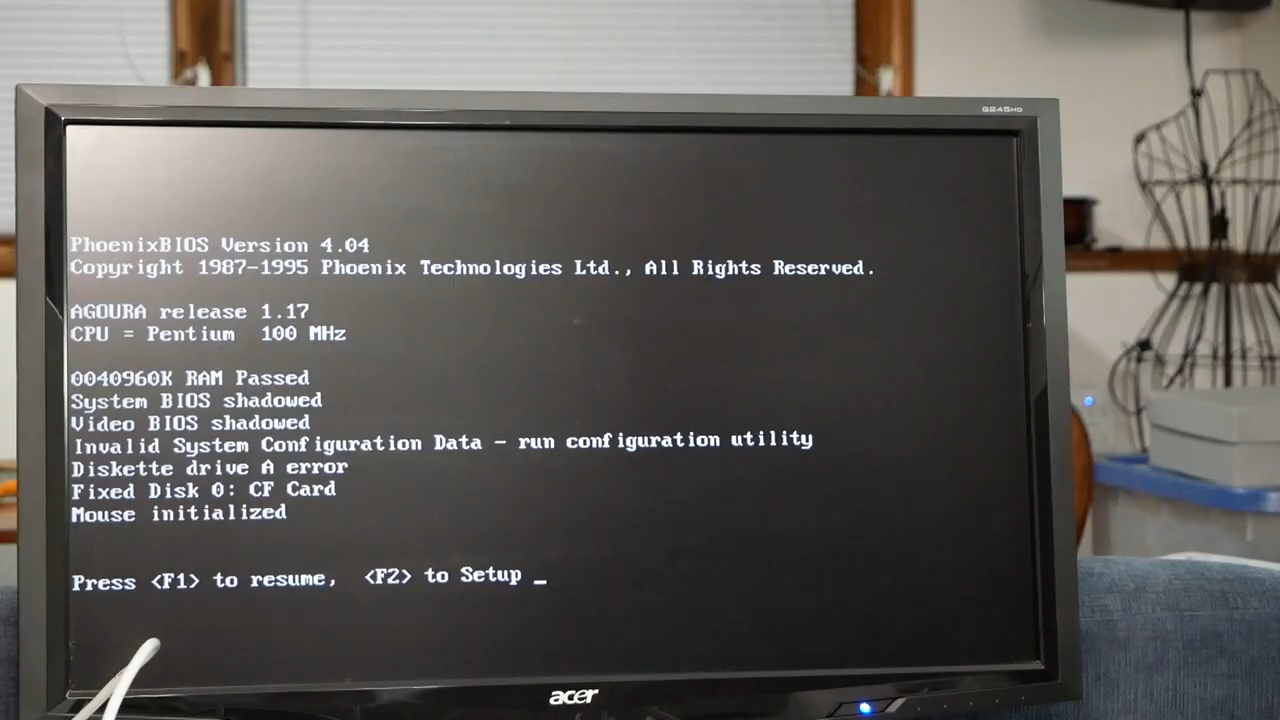 G245HQ
PhoenixBIOS Version 4.04
Copyright 1987-1995 Phoenix Technologies Ltd., All Rights Reserved.
AGOURA release 1.17
CPU = Pentium 100 MHz
0040960K RAM Passed
System BIOS shadowed
Video BIOS shadowed
Invalid System Configuration Data - run configuration utility
Diskette drive A error
Fixed Disk 0: CF Card
Mouse initialized
Press <F1> to resume, <F2> to Setup _
acer